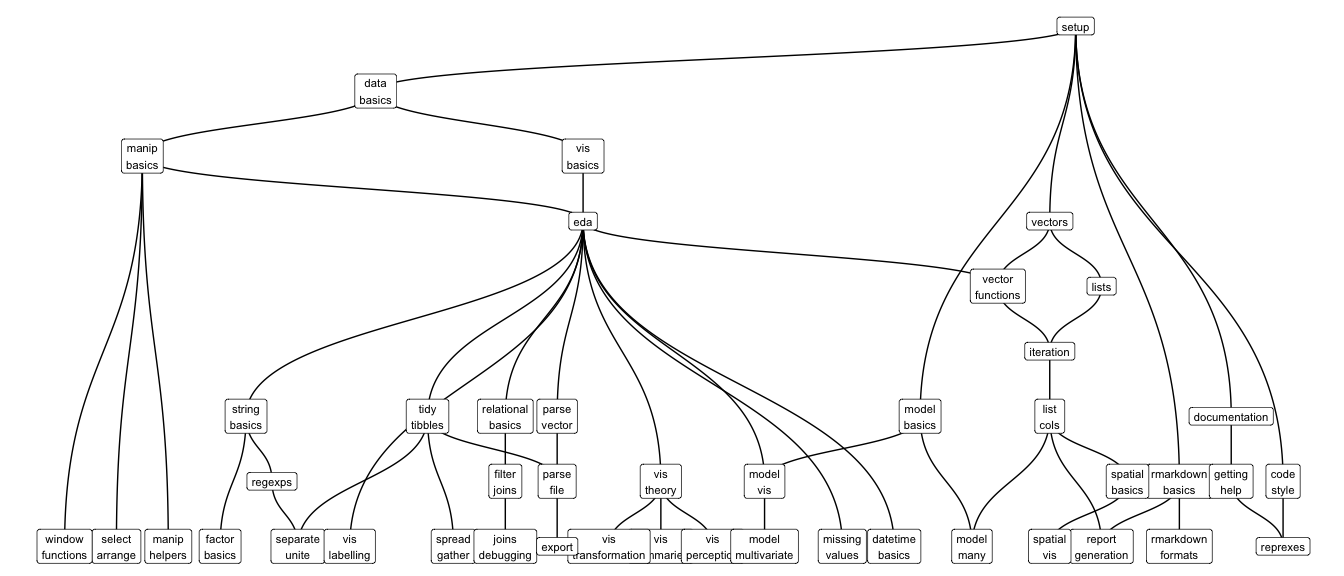 setup
data
basics
manip
basics
vis
basics
eda
vectors
vector
functions
lists
iteration
string
basics
tidy
tibbles
relational
basics
parse
vector
model
basics
list
cols
documentation
regexps
filter
joins
parse
file
vis
theory
model
vis
spatial
basics
rmarkdown
basics
getting
help
code
style
window
functions
select
arrange
manip
helpers
factor
basics
separate
unite
vis
labelling
spread
gather
joins
debugging
export
vis
transformation
vis
vis
model
multivariate
missing
values
datetime
basics
model
many
spatial
vis
report
generation
rmarkdown
formats
reprexes